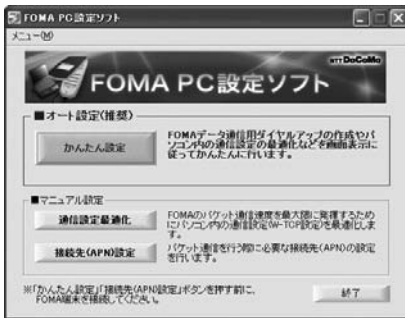 FOMA PC設定ソフト
メニュー(M)
NTT DoCoMo
FOMA PC設定ソフト
■オート設定(推奨)
かんたん設定
FOMAデータ通信用ダイヤルアップの作成やパ
ソコン内の通信設定の最適化などを画面表示に
従ってかんたんに行います。
■マニュアル設定
通信設定最適化
FOMAのパケット通信速度を最大限に発揮するため
にパソコン内の通信設定(W-TCP設定)を最適化しま
す。
接続先(APN)設定
パケット通信を行う際に必要な接続先(APN)の設定
を行います。
※「かんたん設定」「接続先(APN)設定」ボタンを押す前に、
FOMA端末を接続してください。
終了